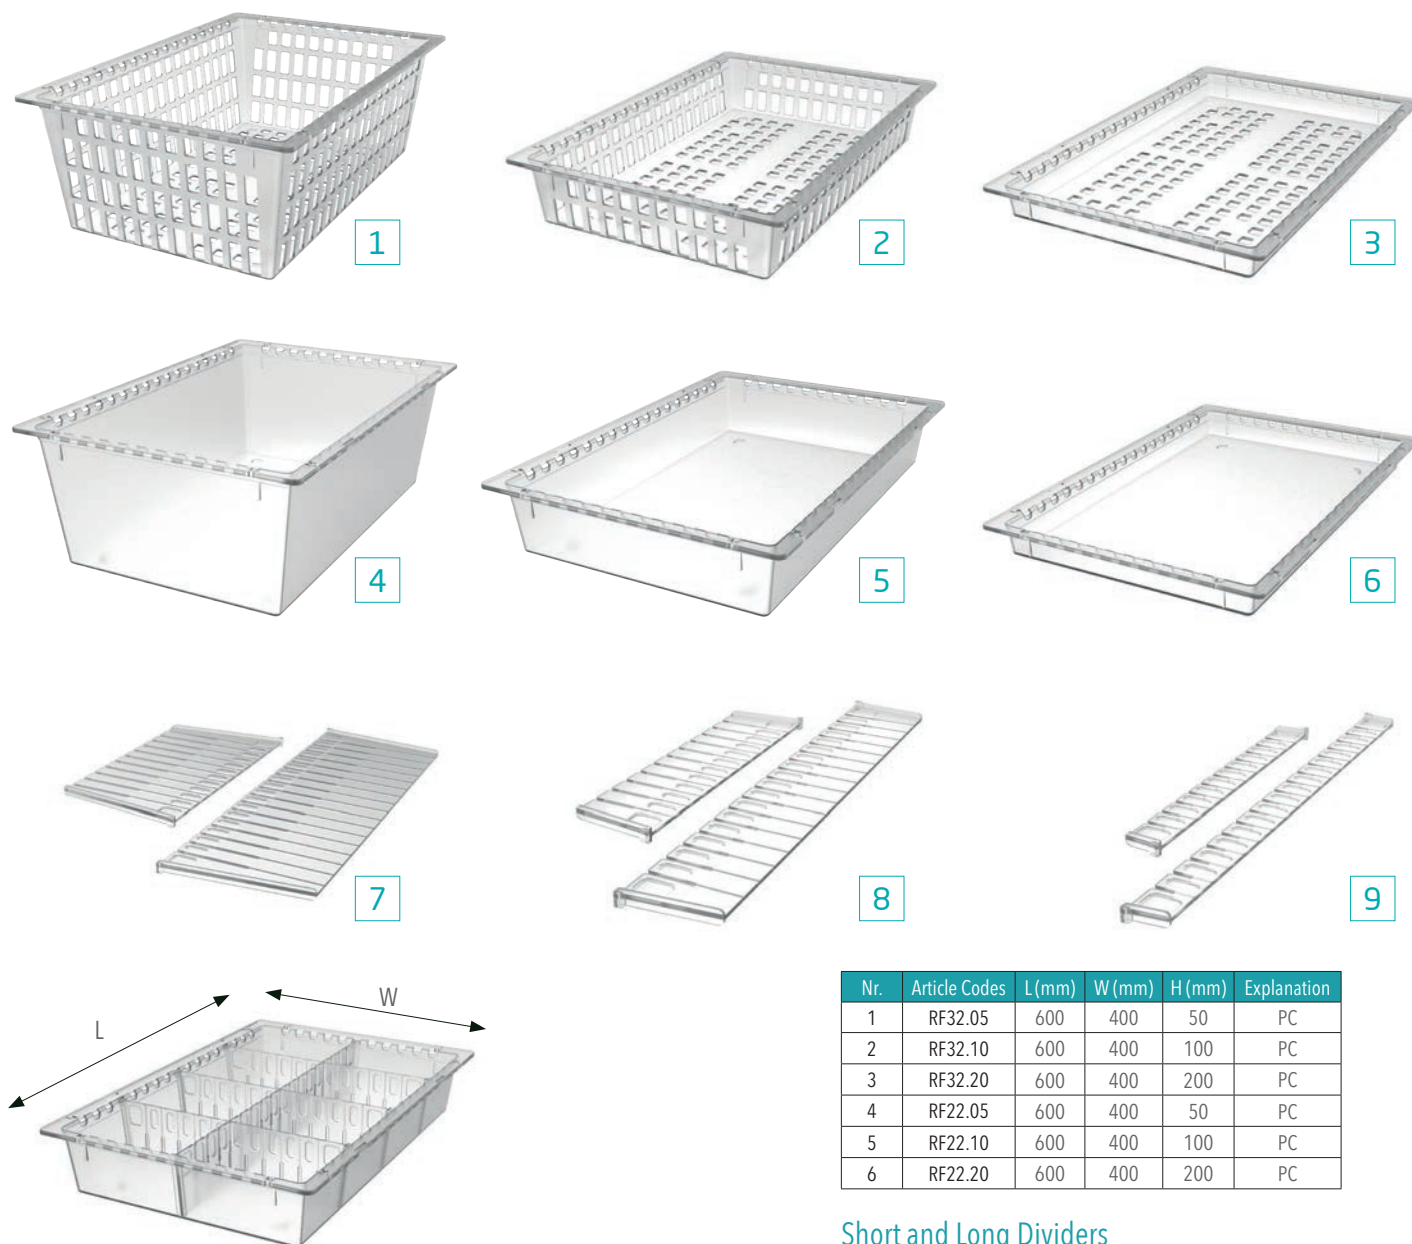 1
2
3
4
5
6
7
8
9
L
W
Nr. Article Codes L (mm) W (mm) H (mm) Explanation
1 RF32.05 600 400 50 PC
2 RF32.10 600 400 100 PC
3 RF32.20 600 400 200 PC
4 RF22.05 600 400 50 PC
5 RF22.10 600 400 100 PC
6 RF22.20 600 400 200 PC
Short and Long Dividers